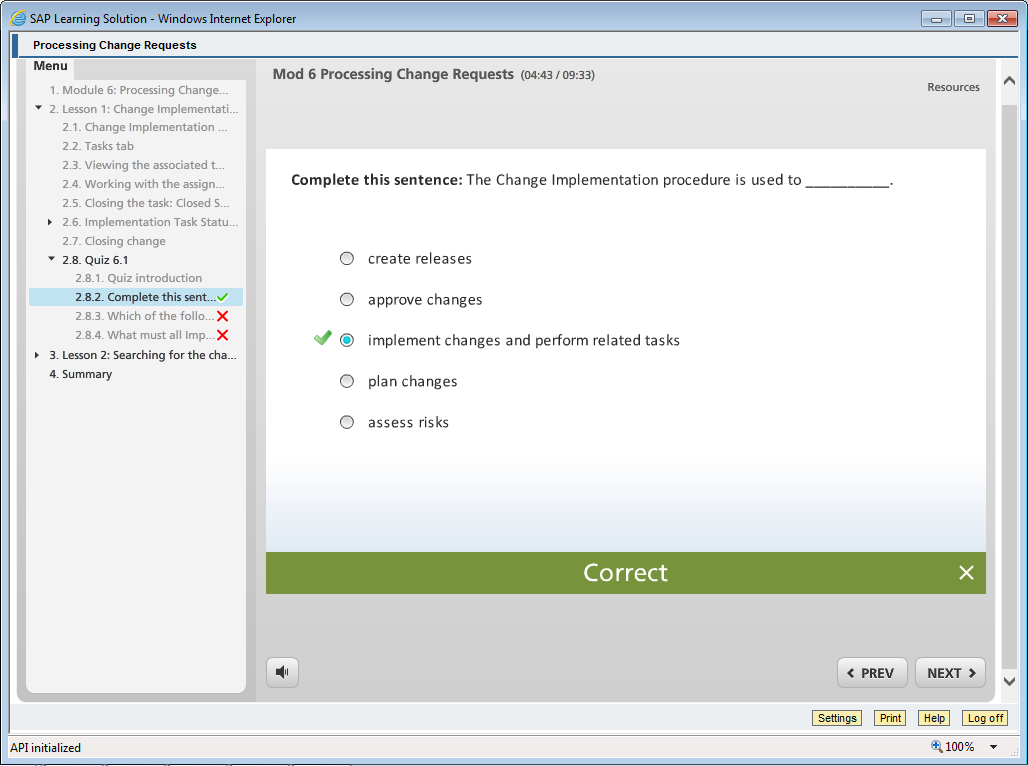 SAP Learning Solution - Windows Internet Explorer
Processing Change Requests
Menu
1. Module 6: Processing Change...
2. Lesson 1: Change Implementati...
2.1. Change Implementation ...
2.2. Tasks tab
2.3. Viewing the associated t...
2.4. Working with the assign...
2.5. Closing the task: Closed S...
2.6. Implementation Task Statu...
2.7. Closing change
2.8. Quiz 6.1
2.8.1. Quiz introduction
2.8.2. Complete this sent...
2.8.3. Which of the follo...
2.8.4. What must all Imp...
3. Lesson 2: Searching for the cha...
4. Summary
Mod 6 Processing Change Requests (04:43 / 09:33)
Resources
Complete this sentence: The Change Implementation procedure is used to __________.
create releases
approve changes
implement changes and perform related tasks
plan changes
assess risks
Correct
PREV
NEXT
Settings
Print
Help
Log off
API initialized
100%